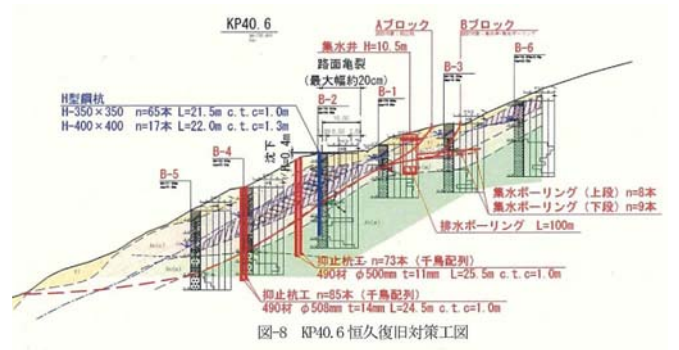 KP40.6
Aブロック
Bブロック
集水井 H=10.5m
B-6
路面亀裂
(最大幅約20cm)
B-3
B-1
H型鋼杭
H-350×350 n=65本 L=21.5m c.t.c=1.0m
H-400×400 n=17本 L=22.0m c.t.c=1.3m
B-2
沈下
h=0.4m
B-4
B-5
集水ボーリング (上段) n=8本
集水ボーリング (下段) n=9本
排水ボーリング L=100m
抑止杭工 n=73本 (千鳥配列)
490材 φ500mm t=11mm L=25.5m c.t.c=1.0m
抑止杭工 n=85本 (千鳥配列)
490材 φ508mm t=14mm L=24.5m c.t.c=1.0m
図-8 KP40.6 恒久復旧対策工図